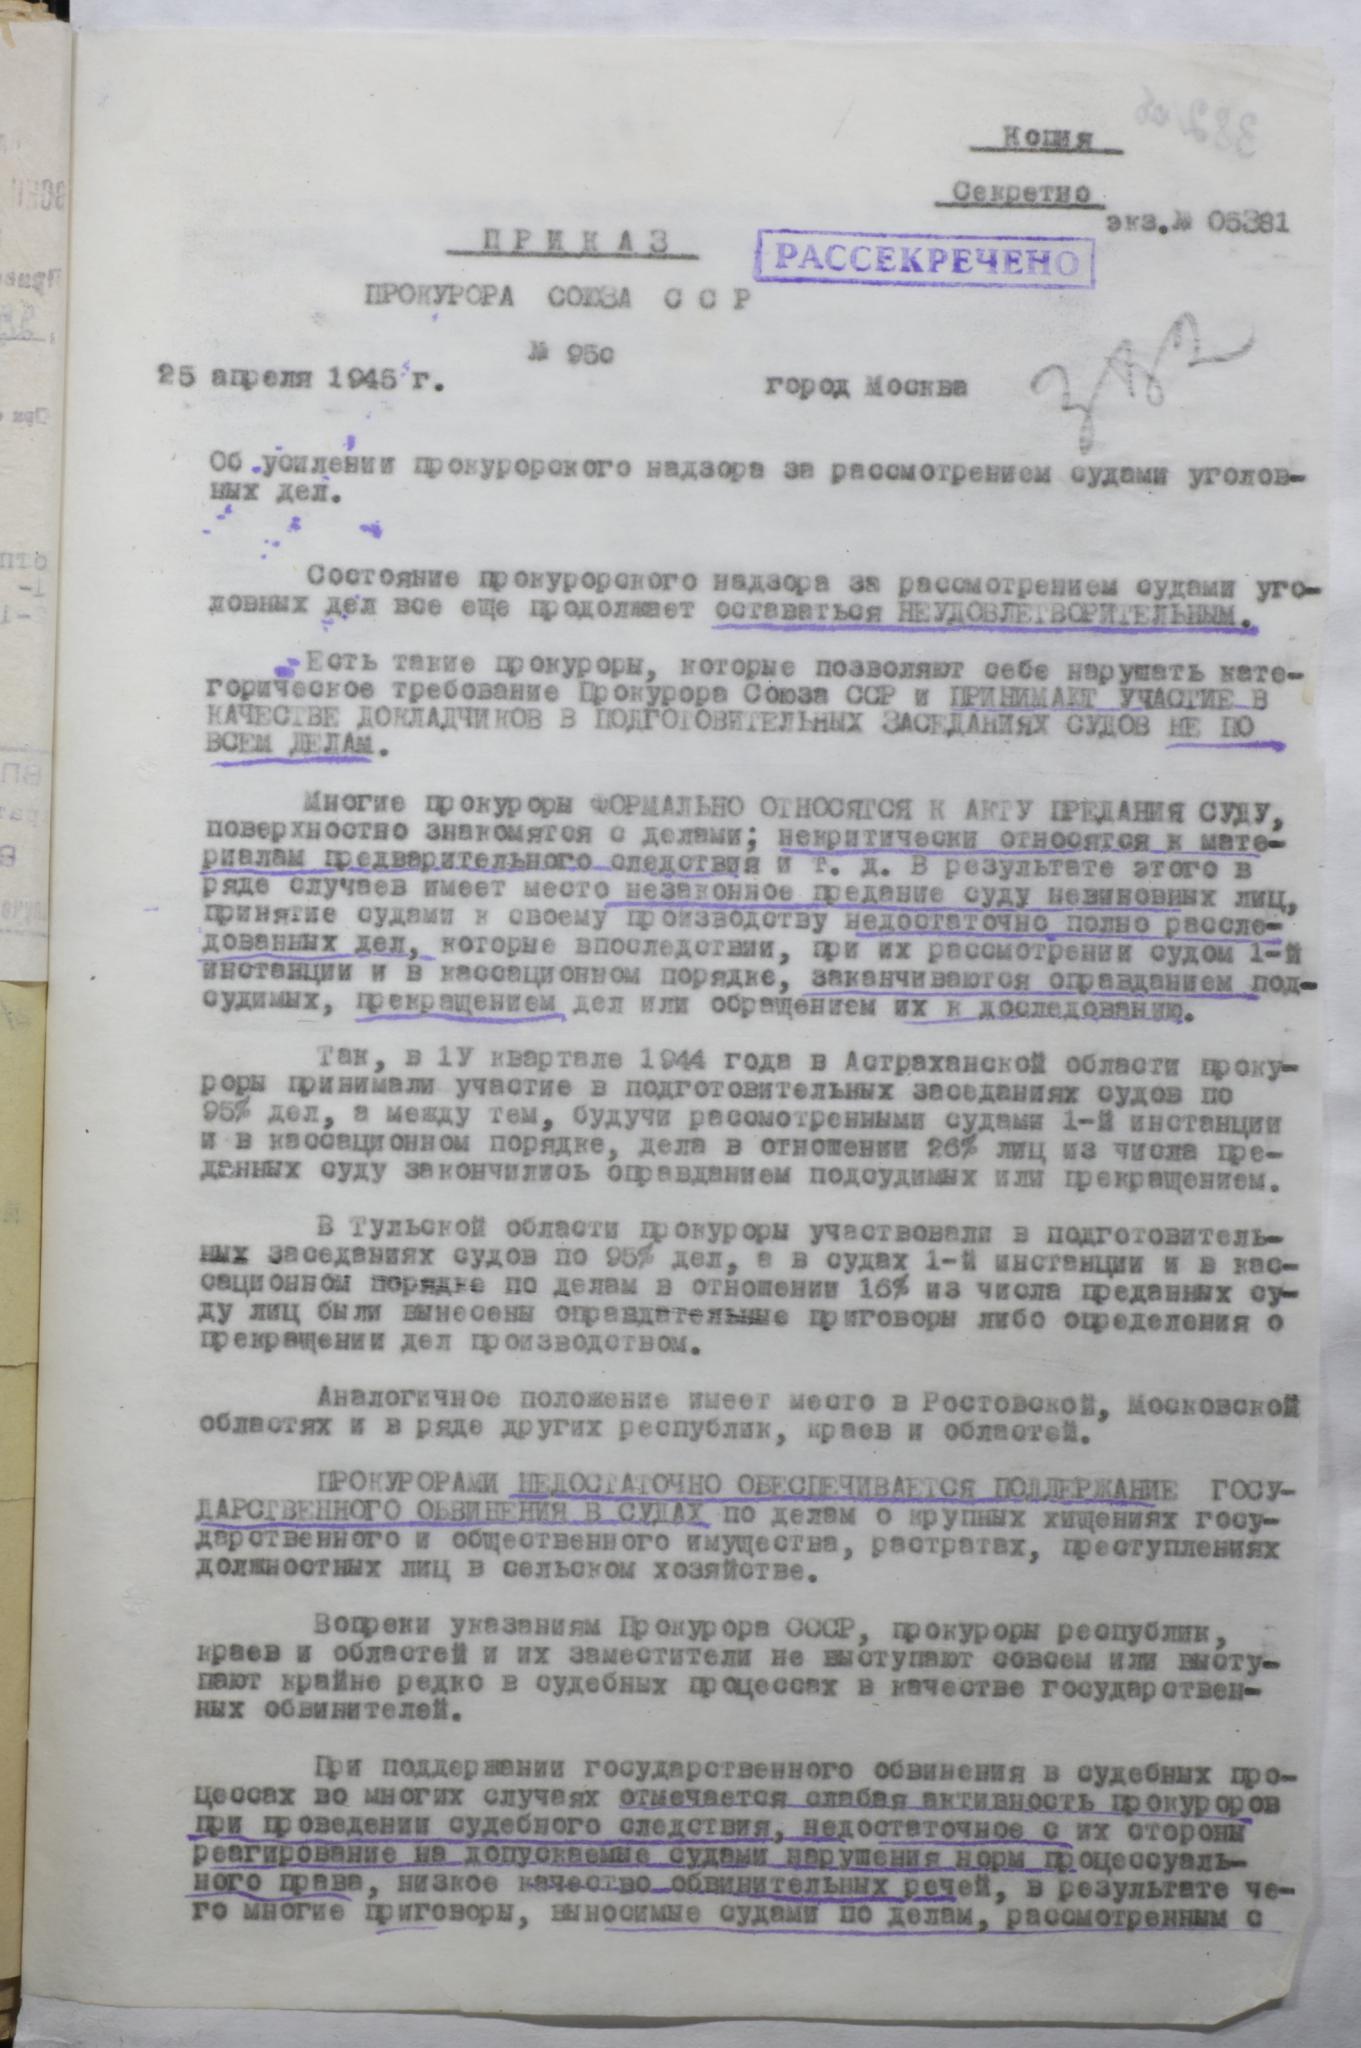 Копия
Секретно
экз.№ 05381
ПРИКАЗ
РАССЕКРЕЧЕНО
ПРОКУРОРА СОЮЗА С С Р
№ 95с
25 апреля 1945 г. город Москва
Об усилении прокурорского надзора за рассмотрением судами уголов-
ных дел.
Состояние прокурорского надзора за рассмотрением судами уго-
ловных дел все еще продолжает оставаться НЕУДОВЛЕТВОРИТЕЛЬНЫМ.
Есть такие прокуроры, которые позволяют себе нарушать кате-
горическое требование Прокурора Союза ССР и ПРИНИМАЮТ УЧАСТИЕ В
КАЧЕСТВЕ ДОКЛАДЧИКОВ В ПОДГОТОВИТЕЛЬНЫХ ЗАСЕДАНИЯХ СУДОВ НЕ ПО
ВСЕМ ДЕЛАМ.
Многие прокуроры ФОРМАЛЬНО ОТНОСЯТСЯ К АКТУ ПРЕДАНИЯ СУДУ,
поверхностно знакомятся с делами; некритически относятся к мате-
риалам предварительного следствия и т. д. В результате этого в
ряде случаев имеет место незаконное предание суду невиновных лиц,
принятие судами к своему производству недостаточно полно рассле-
дованных дел, которые впоследствии, при их рассмотрении судом 1-й
инстанции и в кассационном порядке, заканчиваются оправданием под-
судимых, прекращением дел или обращением их к доследованию.
Так, в 1У квартале 1944 года в Астраханской области проку-
роры принимали участие в подготовительных заседаниях судов по
95% дел, а между тем, будучи рассмотренными судами 1-й инстанции
и в кассационном порядке, дела в отношении 26% лиц из числа пре-
данных суду закончились оправданием подсудимых или прекращением.
В Тульской области прокуроры участвовали в подготовитель-
ных заседаниях судов по 95% дел, а в судах 1-й инстанции и в кас-
сационном порядке по делам в отношении 16% из числа преданных су-
ду лиц были вынесены оправдательные приговоры либо определения о
прекращении дел производством.
Аналогичное положение имеет место в Ростовской, Московской
областях и в ряде других республик, краев и областей.
ПРОКУРОРАМИ НЕДОСТАТОЧНО ОБЕСПЕЧИВАЕТСЯ ПОДДЕРЖАНИЕ ГОСУ-
ДАРСТВЕННОГО ОБВИНЕНИЯ В СУДАХ по делам о крупных хищениях госу-
дарственного и общественного имущества, растратах, преступлениях
должностных лиц в сельском хозяйстве.
Вопреки указаниям Прокурора СССР, прокуроры республик,
краев и областей и их заместители не выступают совсем или высту-
пают крайне редко в судебных процессах в качестве государствен-
ных обвинителей.
При поддержании государственного обвинения в судебных про-
цессах во многих случаях отмечается слабая активность прокуроров
при проведении судебного следствия, недостаточное с их стороны
реагирование на допускаемые судами нарушения норм процессуаль-
ного права, низкое качество обвинительных речей, в результате че-
го многие приговоры, выносимые судами по делам, рассмотренным с